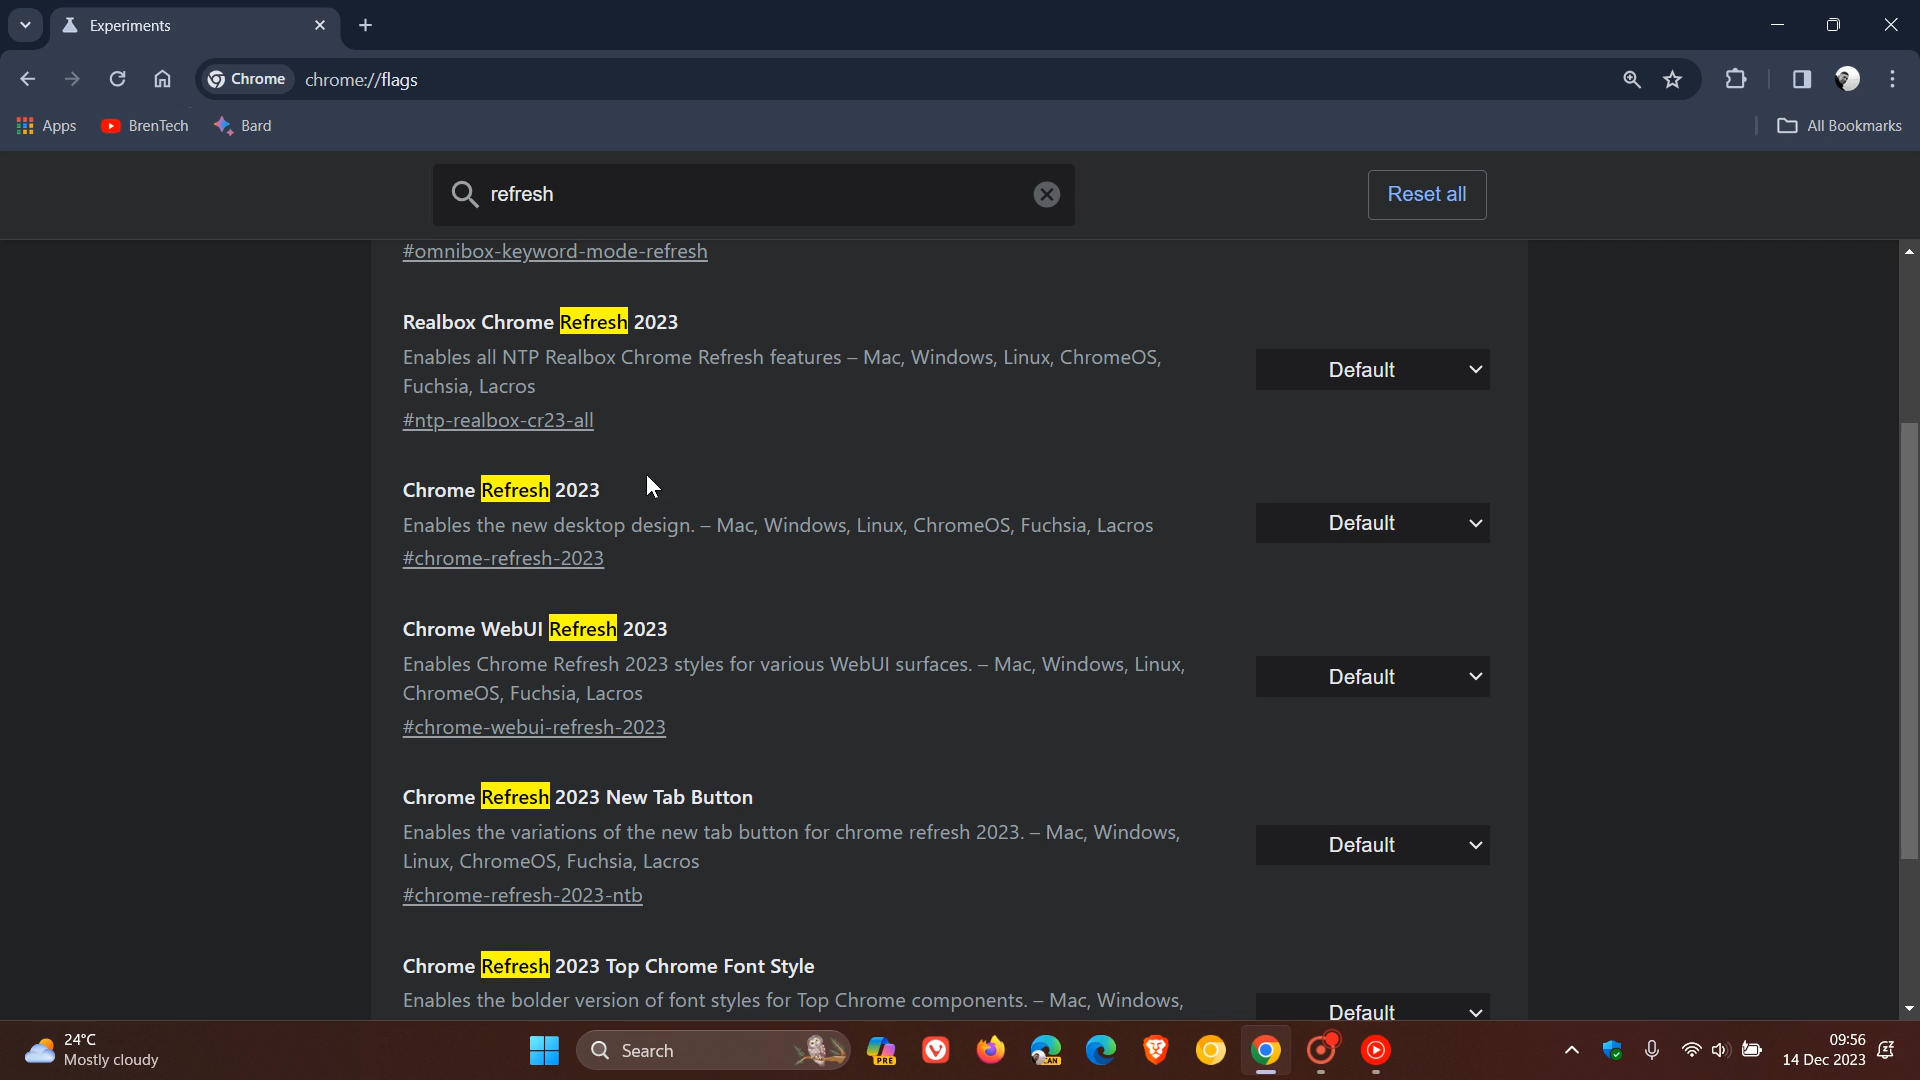 Experiments
Chrome chrome://flags
Apps BrenTech Bard All Bookmarks
refresh Reset all
#omnibox-keyword-mode-refresh
Realbox Chrome Refresh 2023
Enables all NTP Realbox Chrome Refresh features – Mac, Windows, Linux, ChromeOS,
Fuchsia, Lacros
Default
#ntp-realbox-cr23-all
Chrome Refresh 2023
Enables the new desktop design. – Mac, Windows, Linux, ChromeOS, Fuchsia, Lacros
Default
#chrome-refresh-2023
Chrome WebUI Refresh 2023
Enables Chrome Refresh 2023 styles for various WebUI surfaces. – Mac, Windows, Linux,
ChromeOS, Fuchsia, Lacros
Default
#chrome-webui-refresh-2023
Chrome Refresh 2023 New Tab Button
Enables the variations of the new tab button for chrome refresh 2023. – Mac, Windows,
Linux, ChromeOS, Fuchsia, Lacros
Default
#chrome-refresh-2023-ntb
Chrome Refresh 2023 Top Chrome Font Style
Enables the bolder version of font styles for Top Chrome components. – Mac, Windows,
Default
24°C
Mostly cloudy
Search
PRE
CAN
09:56
14 Dec 2023